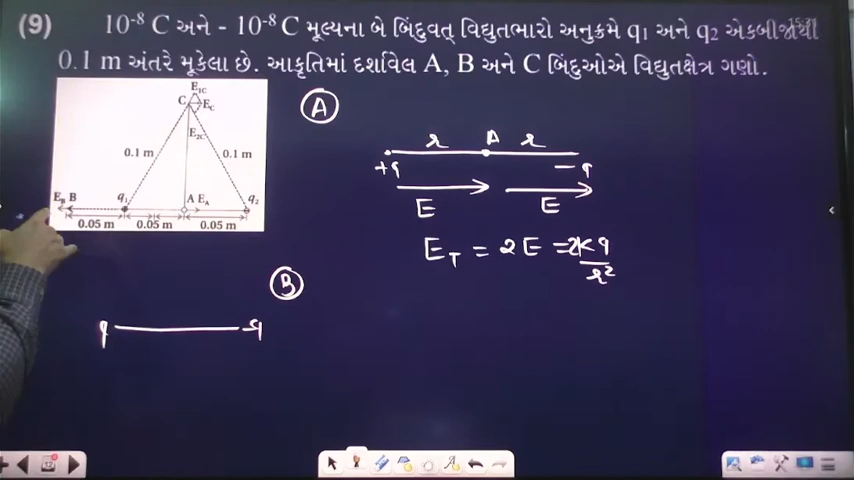 (9) 10⁻⁸ C અને - 10⁻⁸ C મૂલ્યના બે બિંદુવત્ વિદ્યુતભારો અનુક્રમે q₁ અને q₂ એકબીજાથી
0.1 m અંતરે મૂકેલા છે. આકૃતિમાં દર્શાવેલ A, B અને C બિંદુઓએ વિદ્યુતક્ષેત્ર ગણો.
E₁C
C E_C
E₂C
0.1 m 0.1 m
E_B B q₁ A E_A q₂
0.05 m 0.05 m 0.05 m
A
r A r
+q -q
E E
E_T = 2E = 2Kq/r²
B
q -q